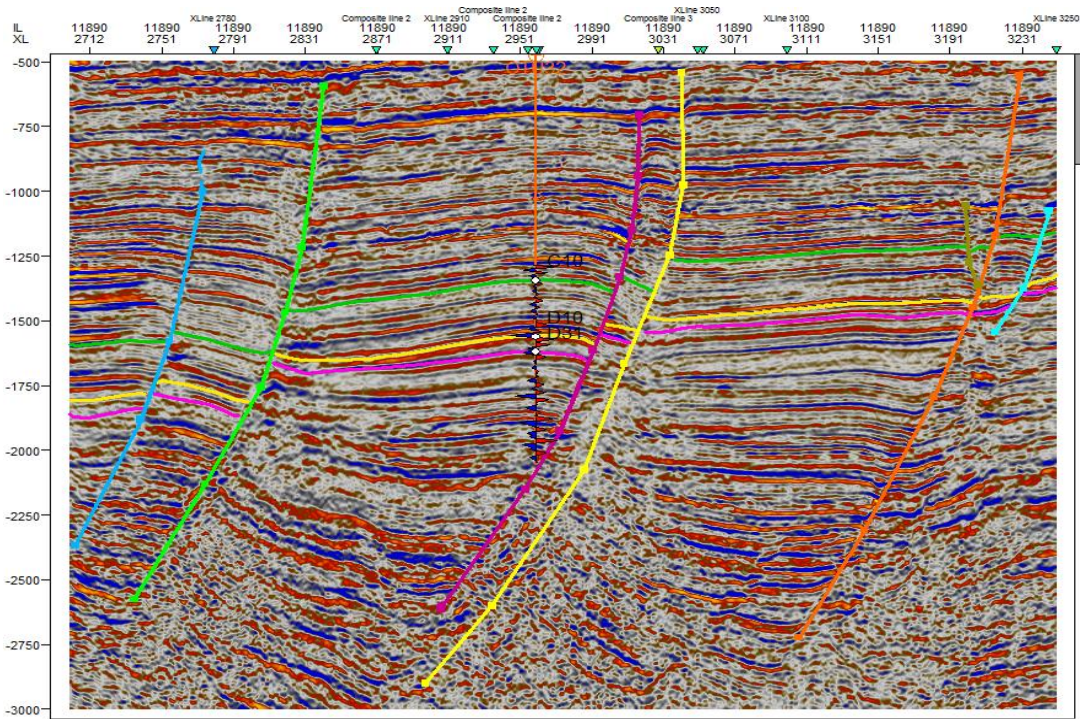 Composite line 2 XLine 3050
XLine 2780 Composite line 2 XLine 2910 Composite line 2 Composite line 3 XLine 3100 XLine 3250
IL 11890 11890 11890 11890 11890 11890 11890 11890 11890 11890 11890 11890 11890 11890
XL 2712 2751 2791 2831 2871 2911 2951 2991 3031 3071 3111 3151 3191 3231
-500
-750
-1000
-1250
C10
-1500
D10
D31
-1750
-2000
-2250
-2500
-2750
-3000